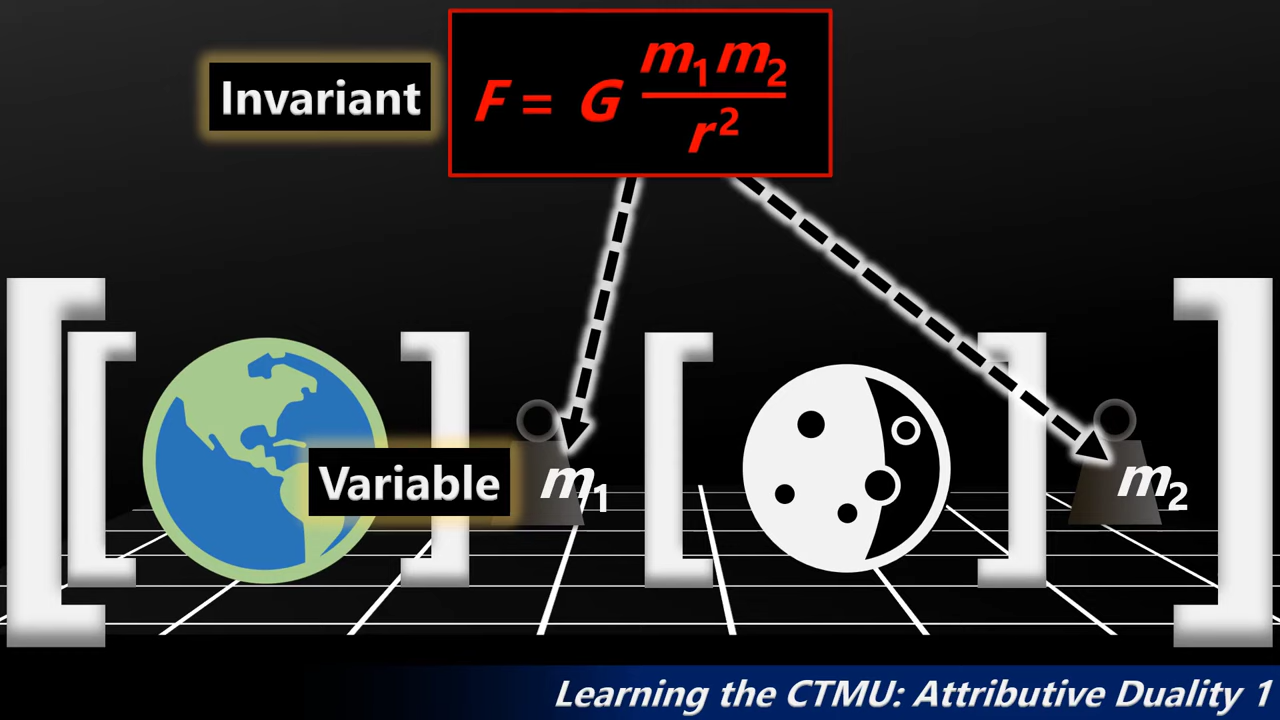 Invariant
F = G m₁m₂ / r²
Variable
m₁
m₂
Learning the CTMU: Attributive Duality 1